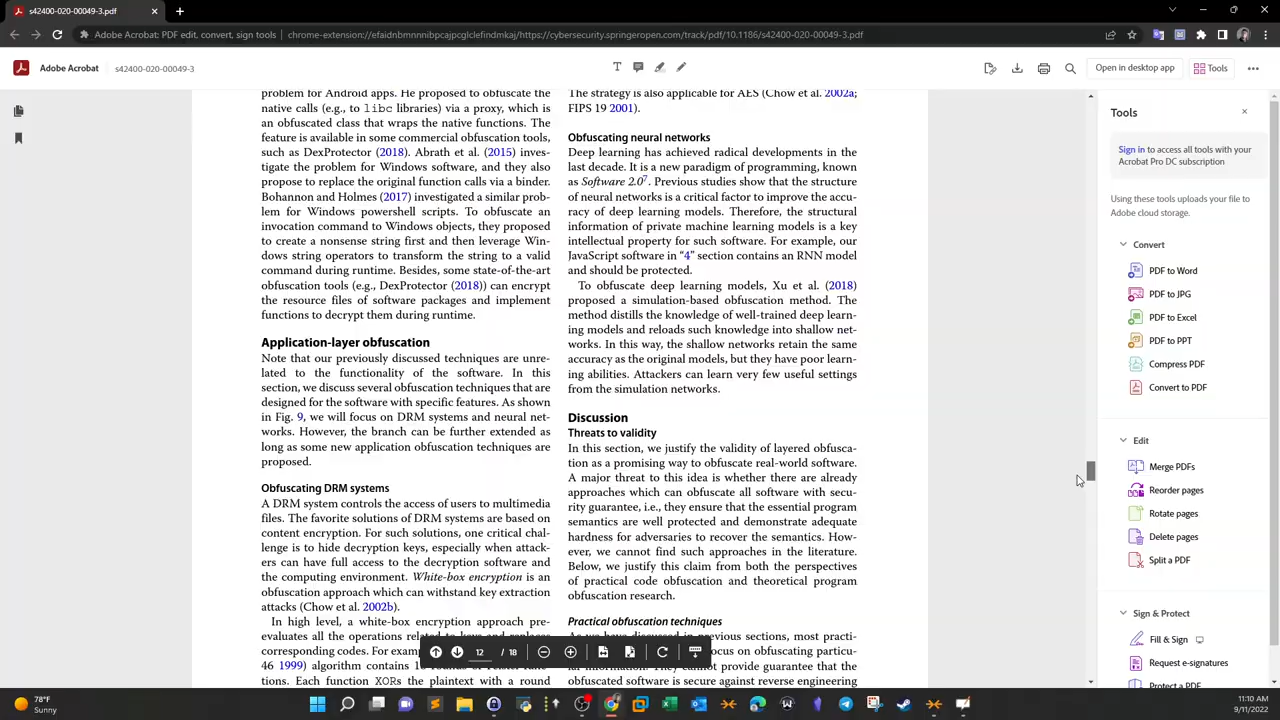 s42400-020-00049-3.pdf
Adobe Acrobat: PDF edit, convert, sign tools
chrome-extension://efaidnbmnnnibpcajpcglclefindmkaj/https://cybersecurity.springeropen.com/track/pdf/10.1186/s42400-020-00049-3.pdf
Adobe Acrobat
s42400-020-00049-3
Open in desktop app
Tools
problem for Android apps. He proposed to obfuscate the
native calls (e.g., to libc libraries) via a proxy, which is
an obfuscated class that wraps the native functions. The
feature is available in some commercial obfuscation tools,
such as DexProtector (2018). Abrath et al. (2015) inves-
tigate the problem for Windows software, and they also
propose to replace the original function calls via a binder.
Bohannon and Holmes (2017) investigated a similar prob-
lem for Windows powershell scripts. To obfuscate an
invocation command to Windows objects, they proposed
to create a nonsense string first and then leverage Win-
dows string operators to transform the string to a valid
command during runtime. Besides, some state-of-the-art
obfuscation tools (e.g., DexProtector (2018)) can encrypt
the resource files of software packages and implement
functions to decrypt them during runtime.
Application-layer obfuscation
Note that our previously discussed techniques are unre-
lated to the functionality of the software. In this
section, we discuss several obfuscation techniques that are
designed for the software with specific features. As shown
in Fig. 9, we will focus on DRM systems and neural net-
works. However, the branch can be further extended as
long as some new application obfuscation techniques are
proposed.
Obfuscating DRM systems
A DRM system controls the access of users to multimedia
files. The favorite solutions of DRM systems are based on
content encryption. For such solutions, one critical chal-
lenge is to hide decryption keys, especially when attack-
ers can have full access to the decryption software and
the computing environment. White-box encryption is an
obfuscation approach which can withstand key extraction
attacks (Chow et al. 2002b).
In high level, a white-box encryption approach pre-
evaluates all the operations related to keys and replaces
corresponding codes. For exam
46 1999) algorithm contains 16 rounds of
tions. Each function XORs the plaintext with a round
The strategy is also applicable for AES (Chow et al. 2002a;
FIPS 19 2001).
Obfuscating neural networks
Deep learning has achieved radical developments in the
last decade. It is a new paradigm of programming, known
as Software 2.0⁷. Previous studies show that the structure
of neural networks is a critical factor to improve the accu-
racy of deep learning models. Therefore, the structural
information of private machine learning models is a key
intellectual property for such software. For example, our
JavaScript software in “4” section contains an RNN model
and should be protected.
To obfuscate deep learning models, Xu et al. (2018)
proposed a simulation-based obfuscation method. The
method distills the knowledge of well-trained deep learn-
ing models and reloads such knowledge into shallow net-
works. In this way, the shallow networks retain the same
accuracy as the original models, but they have poor learn-
ing abilities. Attackers can learn very few useful settings
from the simulation networks.
Discussion
Threats to validity
In this section, we justify the validity of layered obfusca-
tion as a promising way to obfuscate real-world software.
A major threat to this idea is whether there are already
approaches which can obfuscate all software with secu-
rity guarantee, i.e., they ensure that the essential program
semantics are well protected and demonstrate adequate
hardness for adversaries to recover the semantics. How-
ever, we cannot find such approaches in the literature.
Below, we justify this claim from both the perspectives
of practical code obfuscation and theoretical program
obfuscation research.
Practical obfuscation techniques
As we have discussed in previous sections, most practi-
ocus on obfuscating particu-
lar information. They cannot provide guarantee that the
obfuscated software is secure against reverse engineering
12 / 18
Tools
Sign in to access all tools with your
Acrobat Pro DC subscription
Using these tools uploads your file to
Adobe cloud storage.
Convert
PDF to Word
PDF to JPG
PDF to Excel
PDF to PPT
Compress PDF
Convert to PDF
Edit
Merge PDFs
Reorder pages
Rotate pages
Delete pages
Split a PDF
Sign & Protect
Fill & Sign
Request e-signatures
Protect a PDF
78°F
Sunny
11:10 AM
9/11/2022